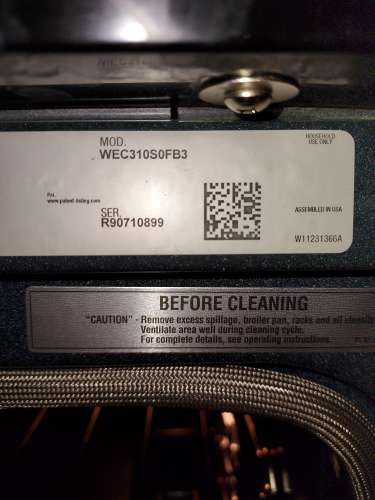 MOD.
WEC310S0FB3
HOUSEHOLD
USE ONLY
Pat.
www.patent-listing.com
SER.
R90710899
ASSEMBLED IN USA
W11231366A
BEFORE CLEANING
"CAUTION" - Remove excess spillage, broiler pan, racks and all utensils
Ventilate area well during cleaning cycle.
For complete details, see operating instructions.